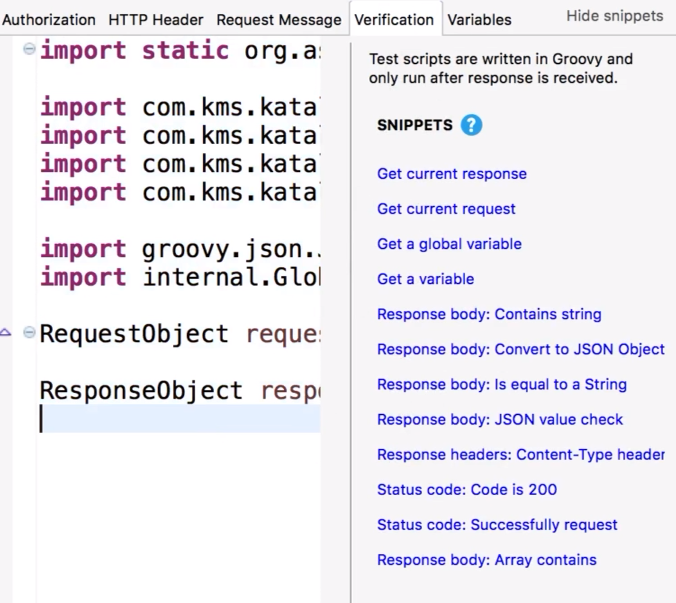 Authorization HTTP Header Request Message Verification Variables Hide snippets
import static org.as
import com.kms.katal
import com.kms.katal
import com.kms.katal
import com.kms.katal
import groovy.json.
import internal.Glob
RequestObject reques
ResponseObject respo
Test scripts are written in Groovy and
only run after response is received.
SNIPPETS ?
Get current response
Get current request
Get a global variable
Get a variable
Response body: Contains string
Response body: Convert to JSON Object
Response body: Is equal to a String
Response body: JSON value check
Response headers: Content-Type header
Status code: Code is 200
Status code: Successfully request
Response body: Array contains